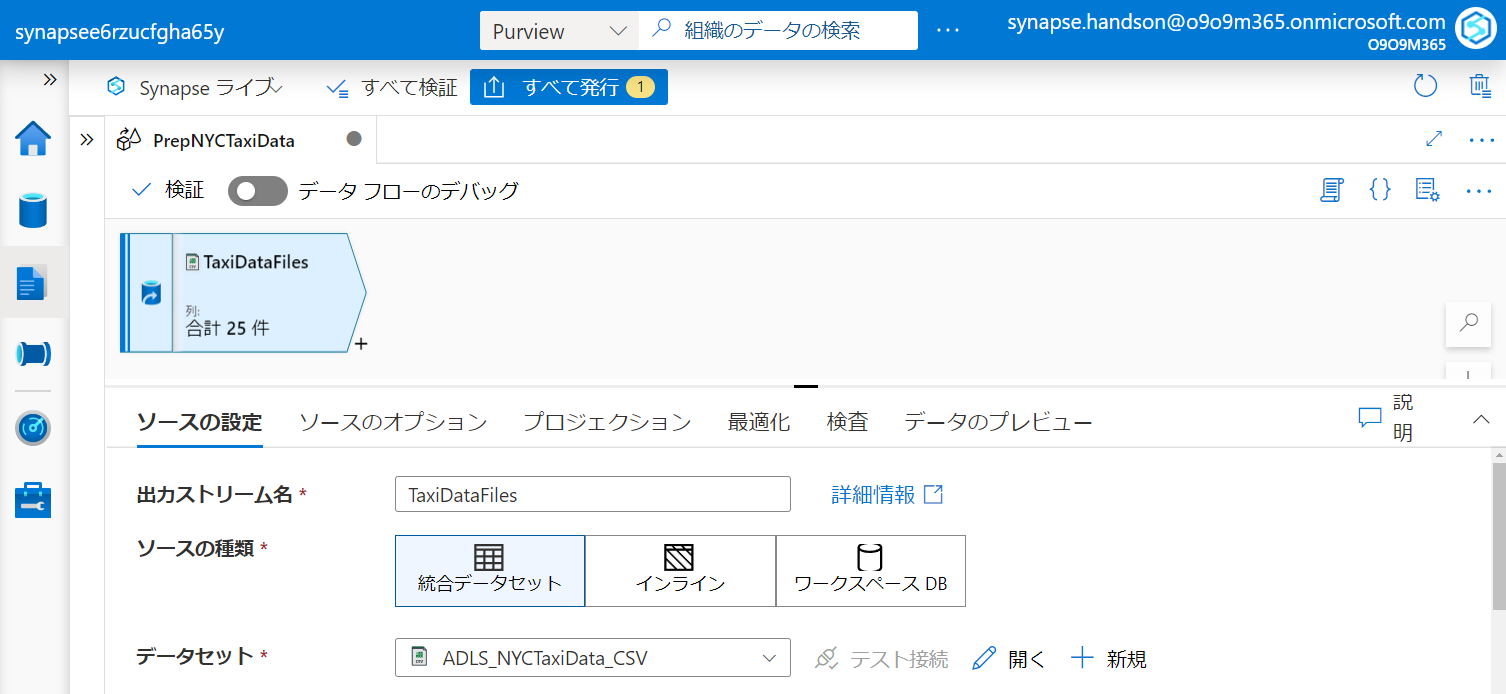 synapsee6rzucfgha65y
Purview
組織のデータの検索
synapse.handson@o9o9m365.onmicrosoft.com
O9O9M365
Synapse ライブ
すべて検証
すべて発行 1
PrepNYCTaxiData
検証
データ フローのデバッグ
TaxiDataFiles
列:
合計 25 件
ソースの設定
ソースのオプション
プロジェクション
最適化
検査
データのプレビュー
説
明
出力ストリーム名 *
TaxiDataFiles
詳細情報
ソースの種類 *
統合データセット
インライン
ワークスペース DB
データセット *
ADLS_NYCTaxiData_CSV
テスト接続
開く
新規